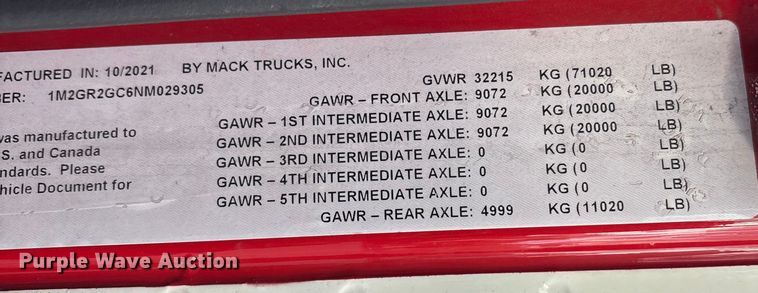 FACTURED IN: 10/2021 BY MACK TRUCKS, INC.
BER: 1M2GR2GC6NM029305 GVWR 32215 KG (71020 LB)
GAWR – FRONT AXLE: 9072 KG (20000 LB)
was manufactured to GAWR – 1ST INTERMEDIATE AXLE: 9072 KG (20000 LB)
S. and Canada GAWR – 2ND INTERMEDIATE AXLE: 9072 KG (20000 LB)
ndards. Please GAWR – 3RD INTERMEDIATE AXLE: 0 KG (0 LB)
ehicle Document for GAWR – 4TH INTERMEDIATE AXLE: 0 KG (0 LB)
GAWR – 5TH INTERMEDIATE AXLE: 0 KG (0 LB)
GAWR – REAR AXLE: 4999 KG (11020 LB)
Purple Wave Auction